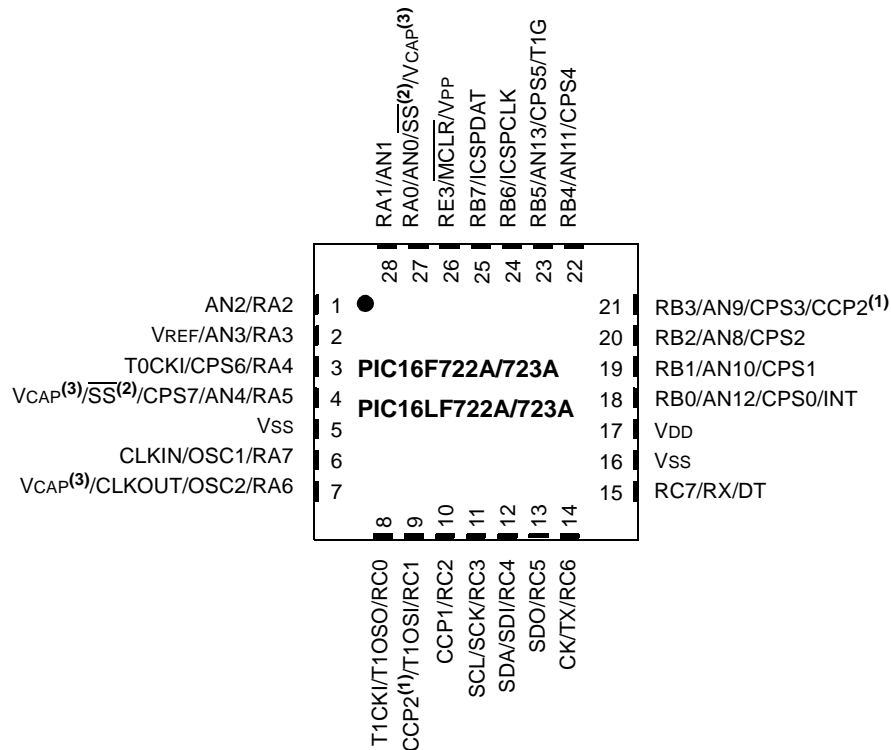 RA1/AN1
RA0/AN0/SS(2)/VCAP(3)
RE3/MCLR/VPP
RB7/ICSPDAT
RB6/ICSPCLK
RB5/AN13/CPS5/T1G
RB4/AN11/CPS4
28
27
26
25
24
23
22
AN2/RA2
1
VREF/AN3/RA3
2
T0CKI/CPS6/RA4
3
VCAP(3)/SS(2)/CPS7/AN4/RA5
4
VSS
5
CLKIN/OSC1/RA7
6
VCAP(3)/CLKOUT/OSC2/RA6
7
PIC16F722A/723A
PIC16LF722A/723A
21
RB3/AN9/CPS3/CCP2(1)
20
RB2/AN8/CPS2
19
RB1/AN10/CPS1
18
RB0/AN12/CPS0/INT
17
VDD
16
VSS
15
RC7/RX/DT
8
9
10
11
12
13
14
T1CKI/T1OSO/RC0
CCP2(1)/T1OSI/RC1
CCP1/RC2
SCL/SCK/RC3
SDA/SDI/RC4
SDO/RC5
CK/TX/RC6